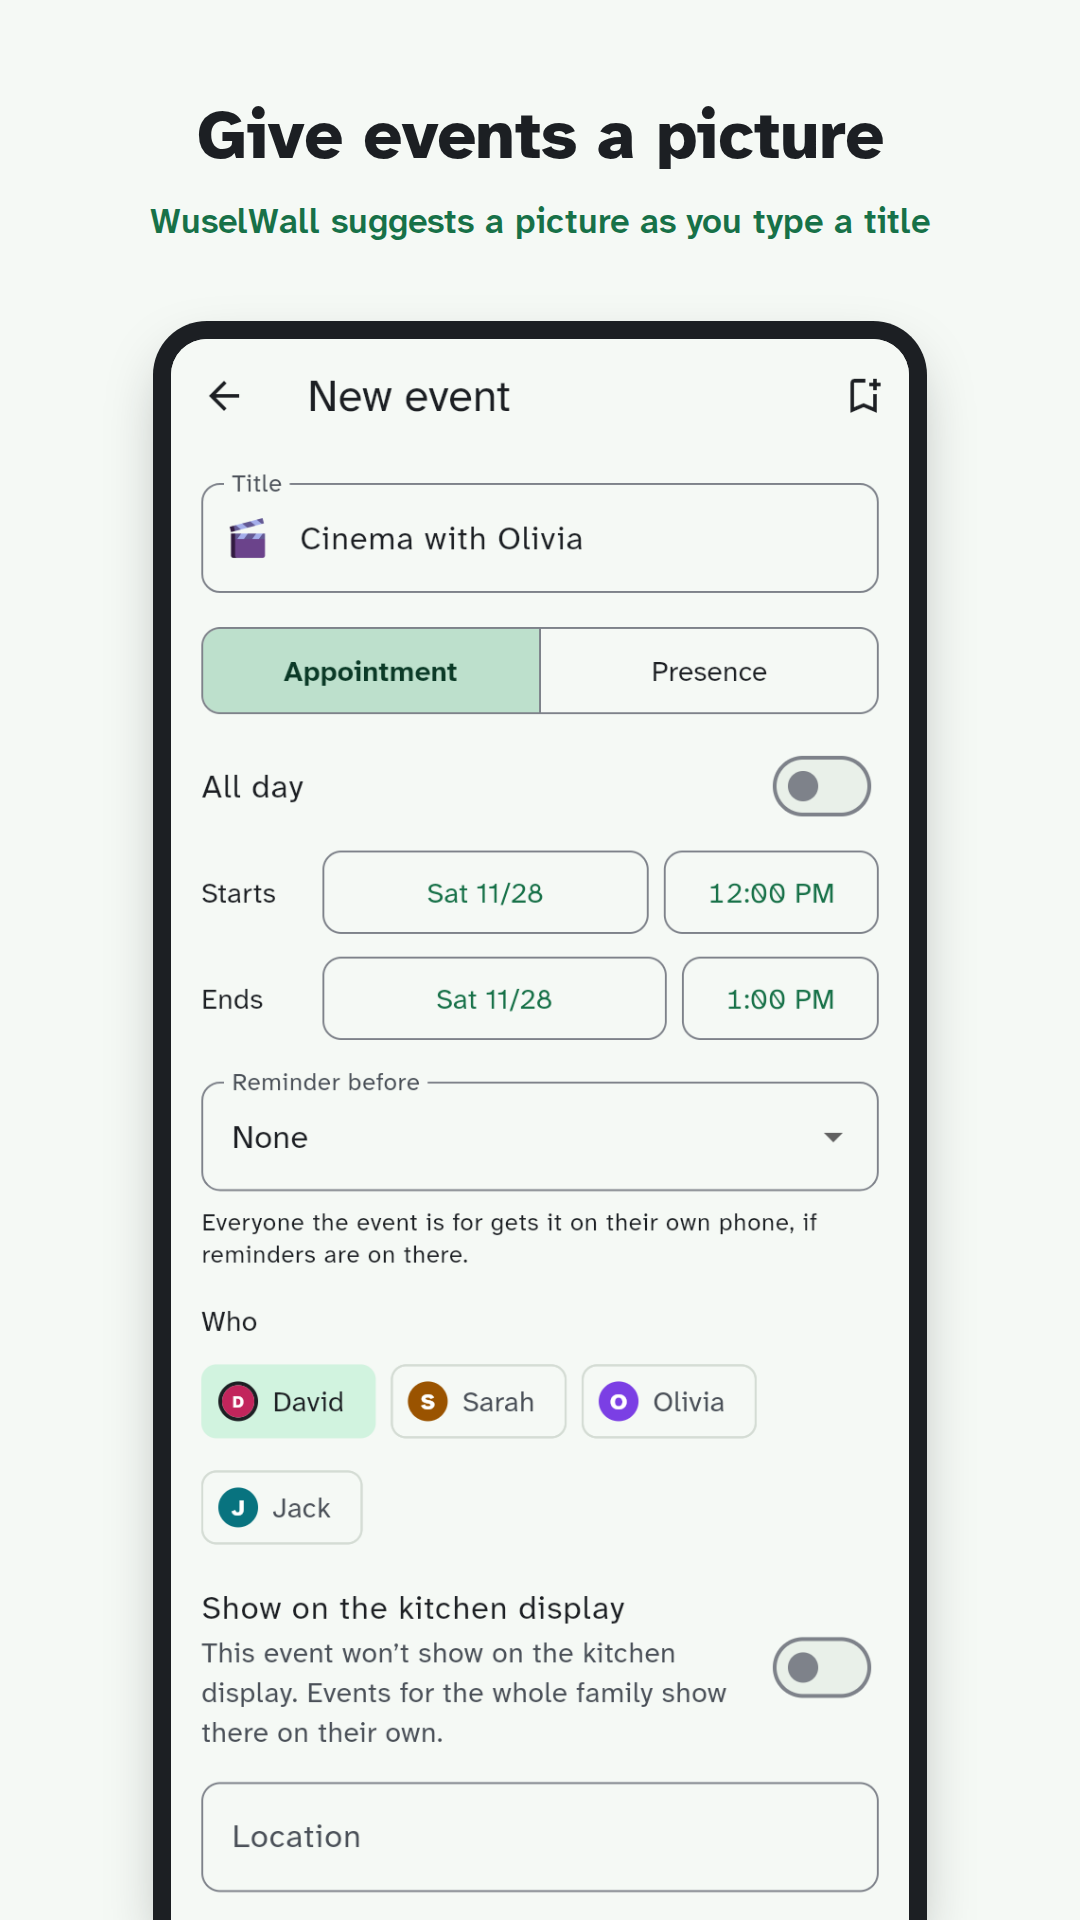 Give events a picture
WuselWall suggests a picture as you type a title
New event
Title
Cinema with Olivia
Appointment
Presence
All day
Starts
Sat 11/28
12:00 PM
Ends
Sat 11/28
1:00 PM
Reminder before
None
Everyone the event is for gets it on their own phone, if
reminders are on there.
Who
D David
S Sarah
O Olivia
J Jack
Show on the kitchen display
This event won’t show on the kitchen
display. Events for the whole family show
there on their own.
Location